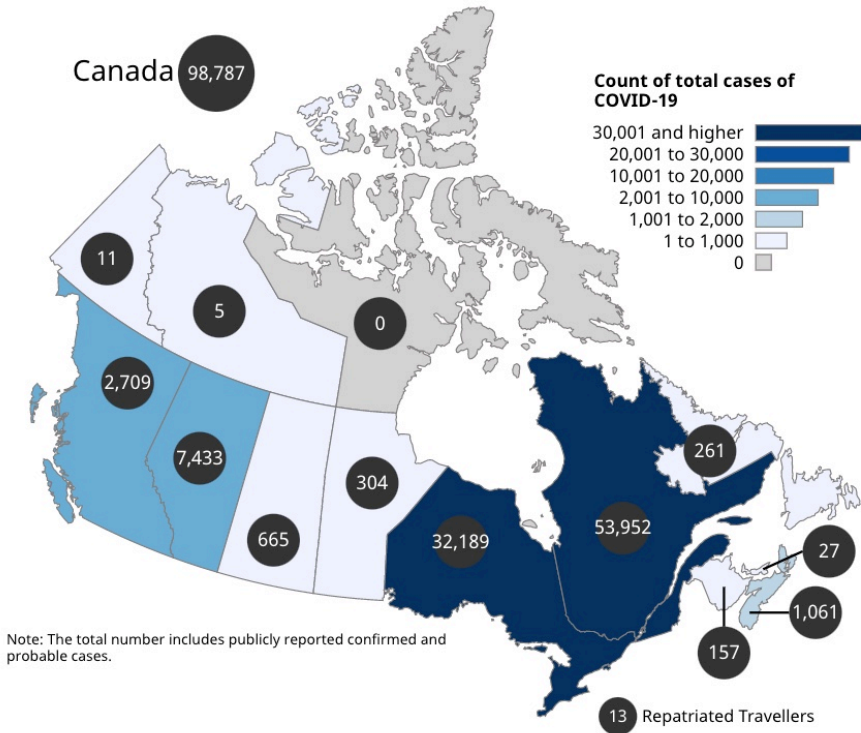 Canada 98,787
Count of total cases of
COVID-19
30,001 and higher
20,001 to 30,000
10,001 to 20,000
2,001 to 10,000
1,001 to 2,000
1 to 1,000
0
11
5
0
2,709
7,433
665
304
32,189
53,952
261
27
1,061
157
Note: The total number includes publicly reported confirmed and
probable cases.
13 Repatriated Travellers